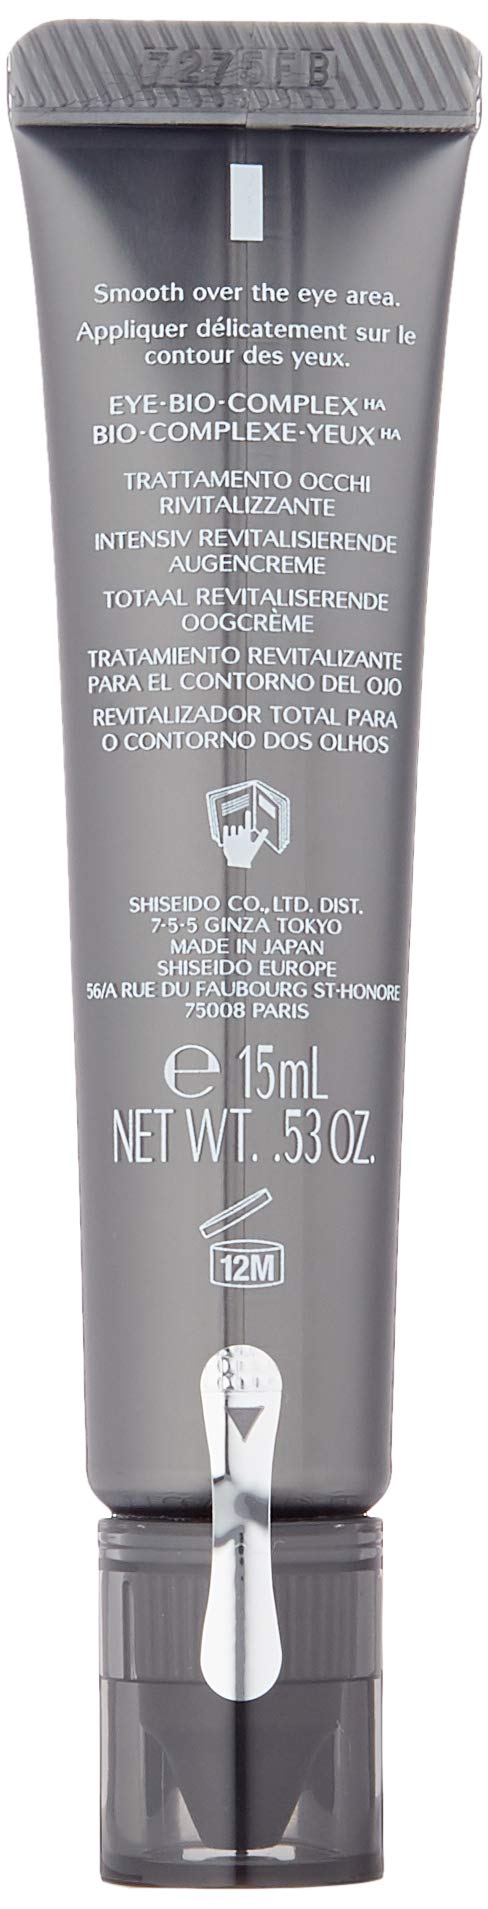 7275FB
Smooth over the eye area.
Appliquer délicatement sur le
contour des yeux.
EYE·BIO-COMPLEX HA
BIO-COMPLEXE-YEUX HA
TRATTAMENTO OCCHI
RIVITALIZZANTE
INTENSIV REVITALISIERENDE
AUGENCREME
TOTAAL REVITALISERENDE
OOGCRÈME
TRATAMIENTO REVITALIZANTE
PARA EL CONTORNO DEL OJO
REVITALIZADOR TOTAL PARA
O CONTORNO DOS OLHOS
SHISEIDO CO., LTD. DIST.
7-5-5 GINZA TOKYO
MADE IN JAPAN
SHISEIDO EUROPE
56/A RUE DU FAUBOURG ST-HONORE
75008 PARIS
℮ 15mL
NET WT. .53 OZ.
12M